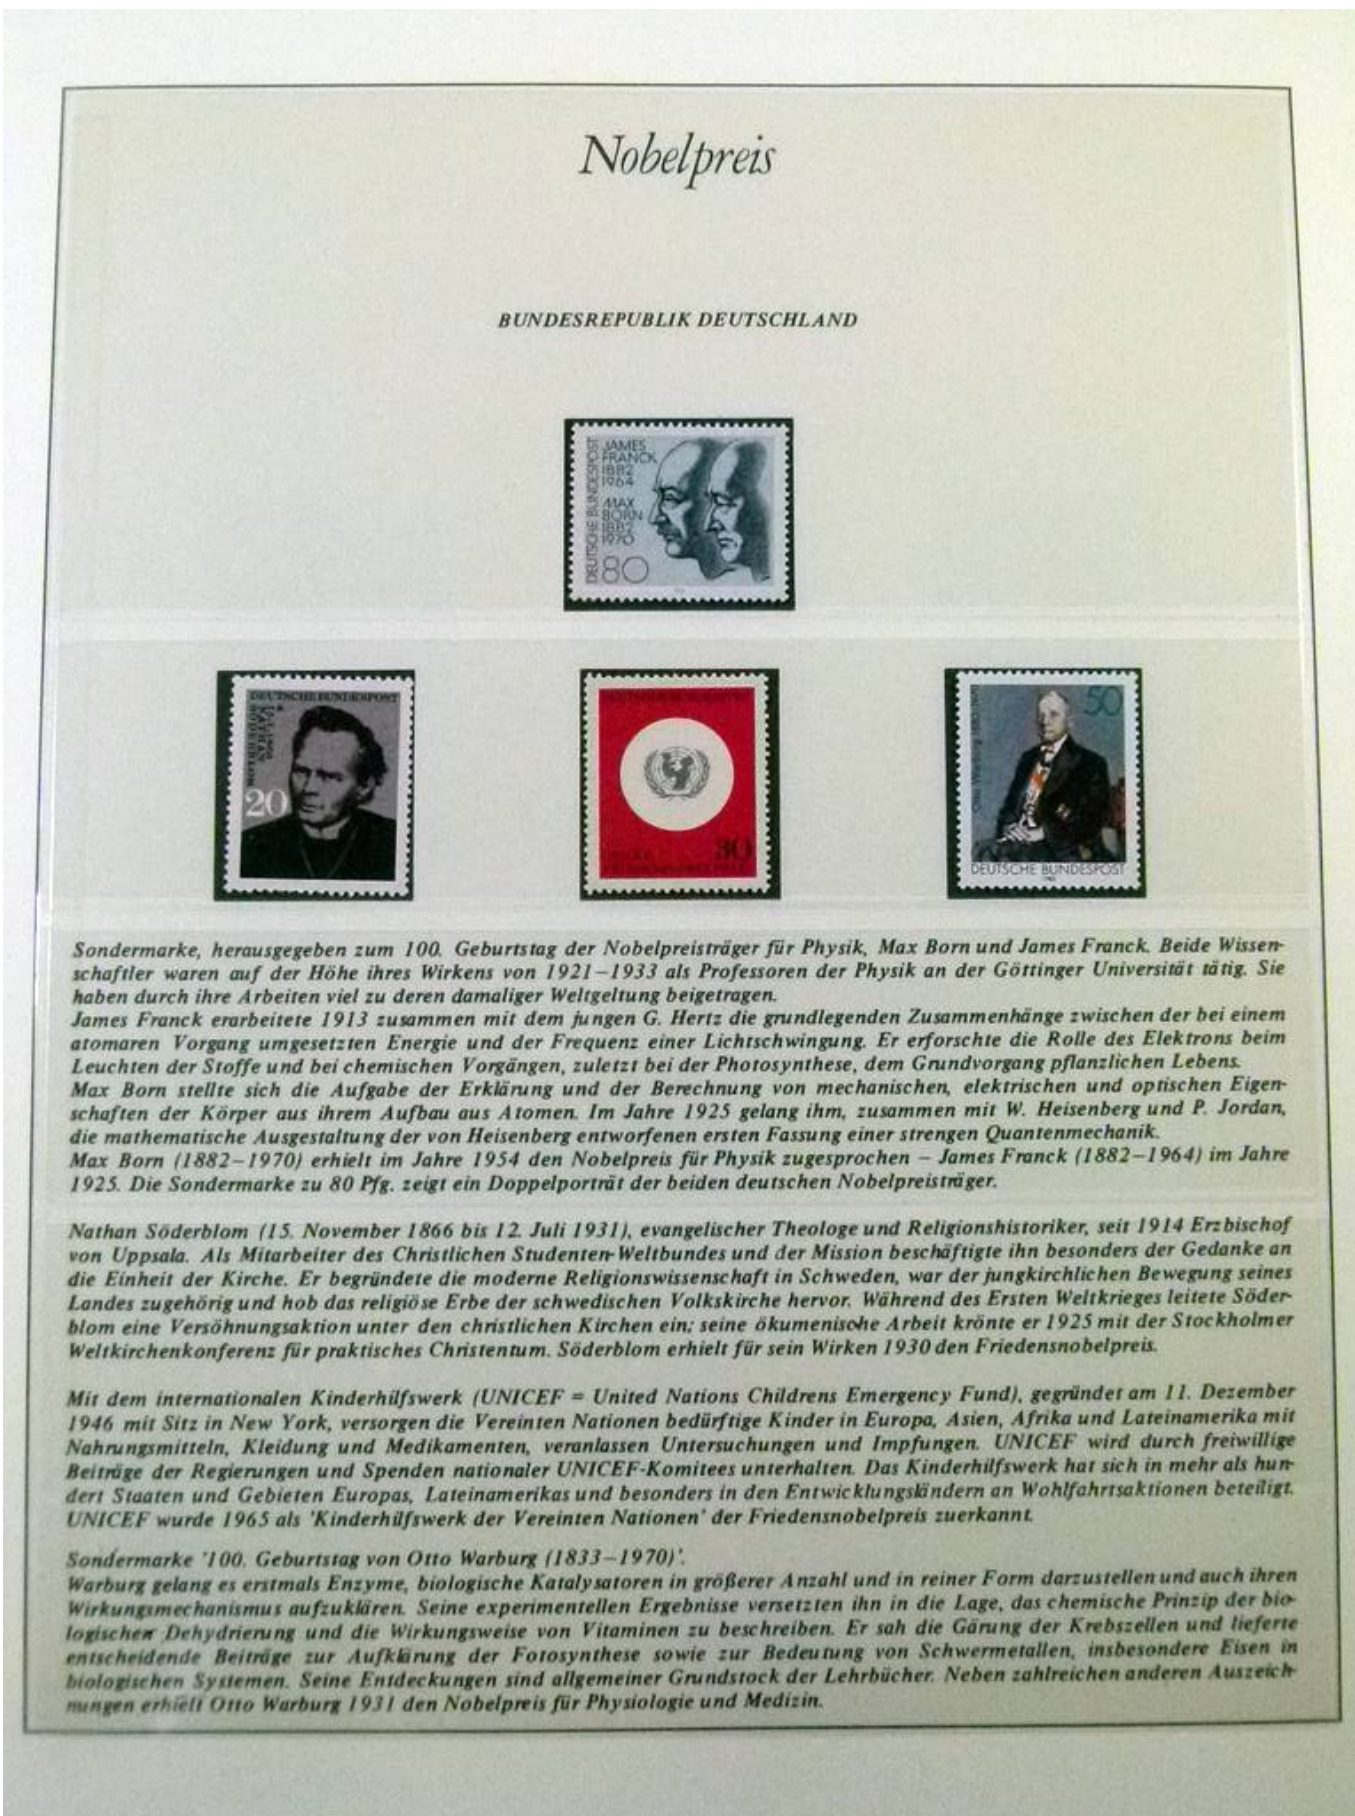 Nobelpreis
BUNDESREPUBLIK DEUTSCHLAND
DEUTSCHE BUNDESPOST
JAMES
FRANCK
1882
1964
MAX
BORN
1882
1970
80
DEUTSCHE BUNDESPOST
NATHAN
SÖDERBLOM
20
30
50
DEUTSCHE BUNDESPOST
Sondermarke, herausgegeben zum 100. Geburtstag der Nobelpreisträger für Physik, Max Born und James Franck. Beide Wissen-
schaftler waren auf der Höhe ihres Wirkens von 1921–1933 als Professoren der Physik an der Göttinger Universität tätig. Sie
haben durch ihre Arbeiten viel zu deren damaliger Weltgeltung beigetragen.
James Franck erarbeitete 1913 zusammen mit dem jungen G. Hertz die grundlegenden Zusammenhänge zwischen der bei einem
atomaren Vorgang umgesetzten Energie und der Frequenz einer Lichtschwingung. Er erforschte die Rolle des Elektrons beim
Leuchten der Stoffe und bei chemischen Vorgängen, zuletzt bei der Photosynthese, dem Grundvorgang pflanzlichen Lebens.
Max Born stellte sich die Aufgabe der Erklärung und der Berechnung von mechanischen, elektrischen und optischen Eigen-
schaften der Körper aus ihrem Aufbau aus Atomen. Im Jahre 1925 gelang ihm, zusammen mit W. Heisenberg und P. Jordan,
die mathematische Ausgestaltung der von Heisenberg entworfenen ersten Fassung einer strengen Quantenmechanik.
Max Born (1882–1970) erhielt im Jahre 1954 den Nobelpreis für Physik zugesprochen – James Franck (1882–1964) im Jahre
1925. Die Sondermarke zu 80 Pfg. zeigt ein Doppelporträt der beiden deutschen Nobelpreisträger.
Nathan Söderblom (15. November 1866 bis 12. Juli 1931), evangelischer Theologe und Religionshistoriker, seit 1914 Erzbischof
von Uppsala. Als Mitarbeiter des Christlichen Studenten-Weltbundes und der Mission beschäftigte ihn besonders der Gedanke an
die Einheit der Kirche. Er begründete die moderne Religionswissenschaft in Schweden, war der jungkirchlichen Bewegung seines
Landes zugehörig und hob das religiöse Erbe der schwedischen Volkskirche hervor. Während des Ersten Weltkrieges leitete Söder-
blom eine Versöhnungsaktion unter den christlichen Kirchen ein; seine ökumenische Arbeit krönte er 1925 mit der Stockholmer
Weltkirchenkonferenz für praktisches Christentum. Söderblom erhielt für sein Wirken 1930 den Friedensnobelpreis.
Mit dem internationalen Kinderhilfswerk (UNICEF = United Nations Childrens Emergency Fund), gegründet am 11. Dezember
1946 mit Sitz in New York, versorgen die Vereinten Nationen bedürftige Kinder in Europa, Asien, Afrika und Lateinamerika mit
Nahrungsmitteln, Kleidung und Medikamenten, veranlassen Untersuchungen und Impfungen. UNICEF wird durch freiwillige
Beiträge der Regierungen und Spenden nationaler UNICEF-Komitees unterhalten. Das Kinderhilfswerk hat sich in mehr als hun-
dert Staaten und Gebieten Europas, Lateinamerikas und besonders in den Entwicklungsländern an Wohlfahrtsaktionen beteiligt.
UNICEF wurde 1965 als 'Kinderhilfswerk der Vereinten Nationen' der Friedensnobelpreis zuerkannt.
Sondermarke '100. Geburtstag von Otto Warburg (1833–1970)'.
Warburg gelang es erstmals Enzyme, biologische Katalysatoren in größerer Anzahl und in reiner Form darzustellen und auch ihren
Wirkungsmechanismus aufzuklären. Seine experimentellen Ergebnisse versetzten ihn in die Lage, das chemische Prinzip der bio-
logischen Dehydrierung und die Wirkungsweise von Vitaminen zu beschreiben. Er sah die Gärung der Krebszellen und lieferte
entscheidende Beiträge zur Aufklärung der Fotosynthese sowie zur Bedeutung von Schwermetallen, insbesondere Eisen in
biologischen Systemen. Seine Entdeckungen sind allgemeiner Grundstock der Lehrbücher. Neben zahlreichen anderen Auszeich-
nungen erhielt Otto Warburg 1931 den Nobelpreis für Physiologie und Medizin.